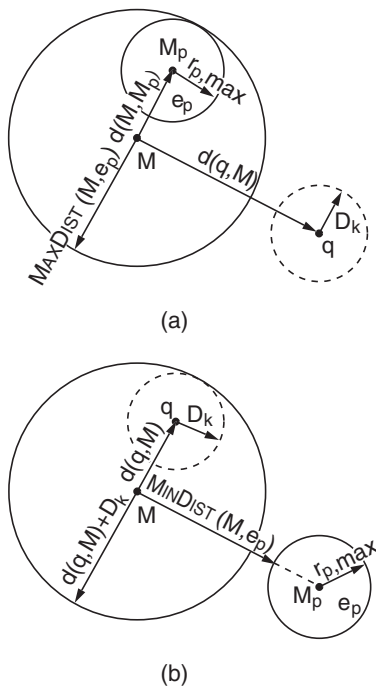 Mp
rp,max
ep
d(M,Mp)
M
MAXDIST (M,ep)
d(q,M)
Dk
q
(a)
q
Dk
d(q,M)
M
MINDIST (M,ep)
d(q,M)+Dk
rp,max
Mp
ep
(b)